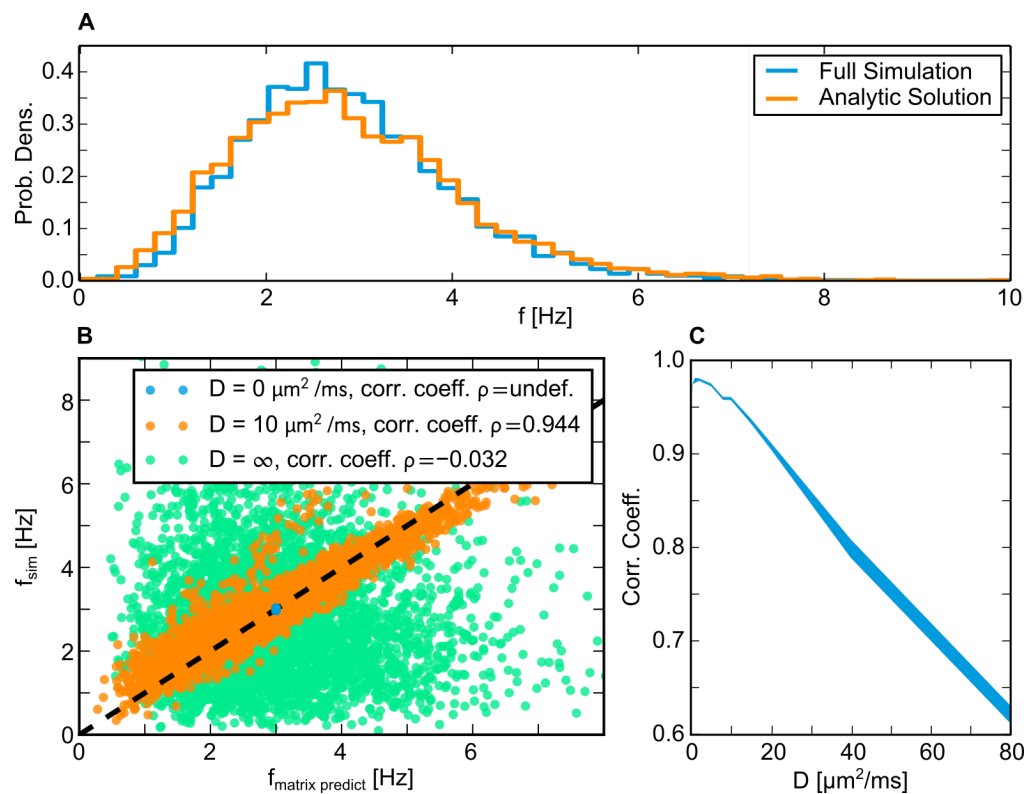 A
Prob. Dens.
0.4
0.3
0.2
0.1
0.0
Full Simulation
Analytic Solution
0 2 4 6 8 10
f [Hz]
B
f_sim [Hz]
8
6
4
2
0
D = 0 μm² /ms, corr. coeff. ρ=undef.
D = 10 μm² /ms, corr. coeff. ρ=0.944
D = ∞, corr. coeff. ρ=−0.032
0 2 4 6
f_matrix predict [Hz]
C
Corr. Coeff.
1.0
0.9
0.8
0.7
0.6
0 20 40 60 80
D [μm²/ms]